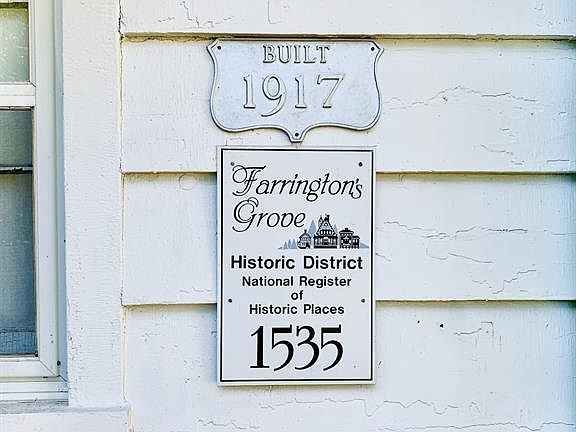 BUILT
1917
Farrington's
Grove
Historic District
National Register
of
Historic Places
1535